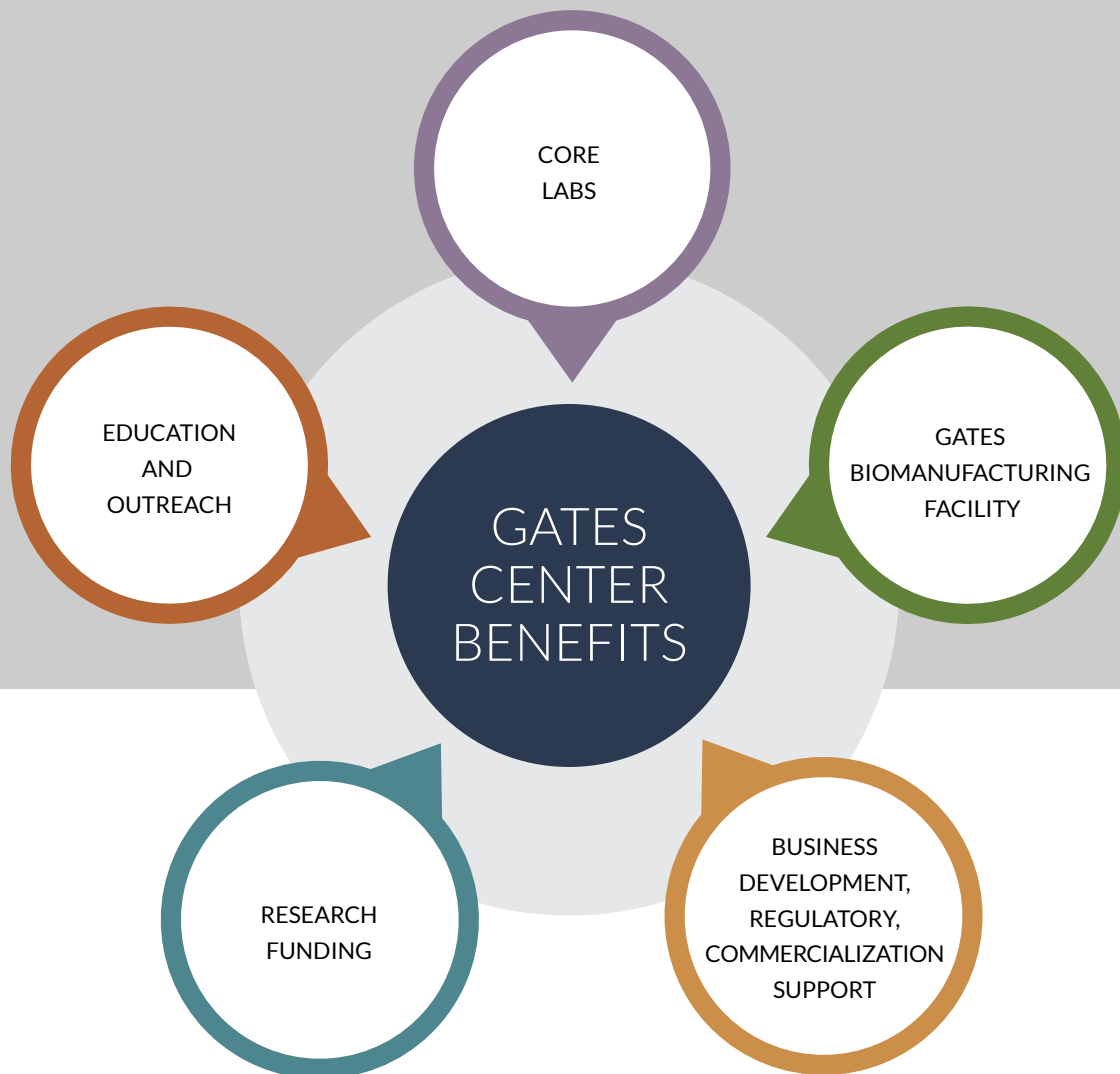 CORE
LABS
EDUCATION
AND
OUTREACH
GATES
BIOMANUFACTURING
FACILITY
GATES
CENTER
BENEFITS
RESEARCH
FUNDING
BUSINESS
DEVELOPMENT,
REGULATORY,
COMMERCIALIZATION
SUPPORT